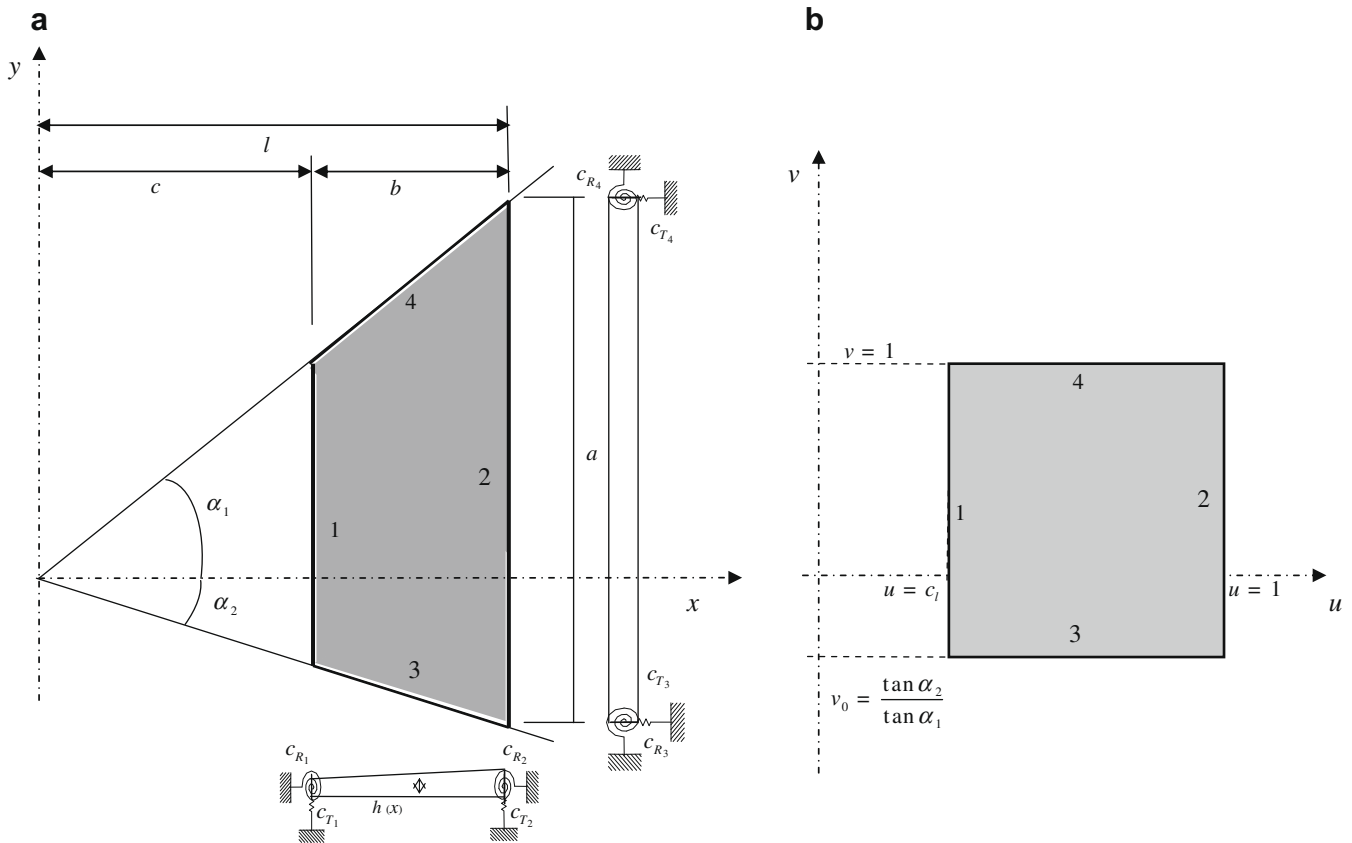 a
y
l
c
b
c_{R_4}
c_{T_4}
4
a
α_1
1
2
x
α_2
3
c_{T_3}
c_{R_3}
c_{R_1}
c_{R_2}
h (x)
c_{T_1}
c_{T_2}
b
v
v = 1
4
1
2
u = c_l
u = 1
u
3
v_0 = \frac{\tan α_2}{\tan α_1}